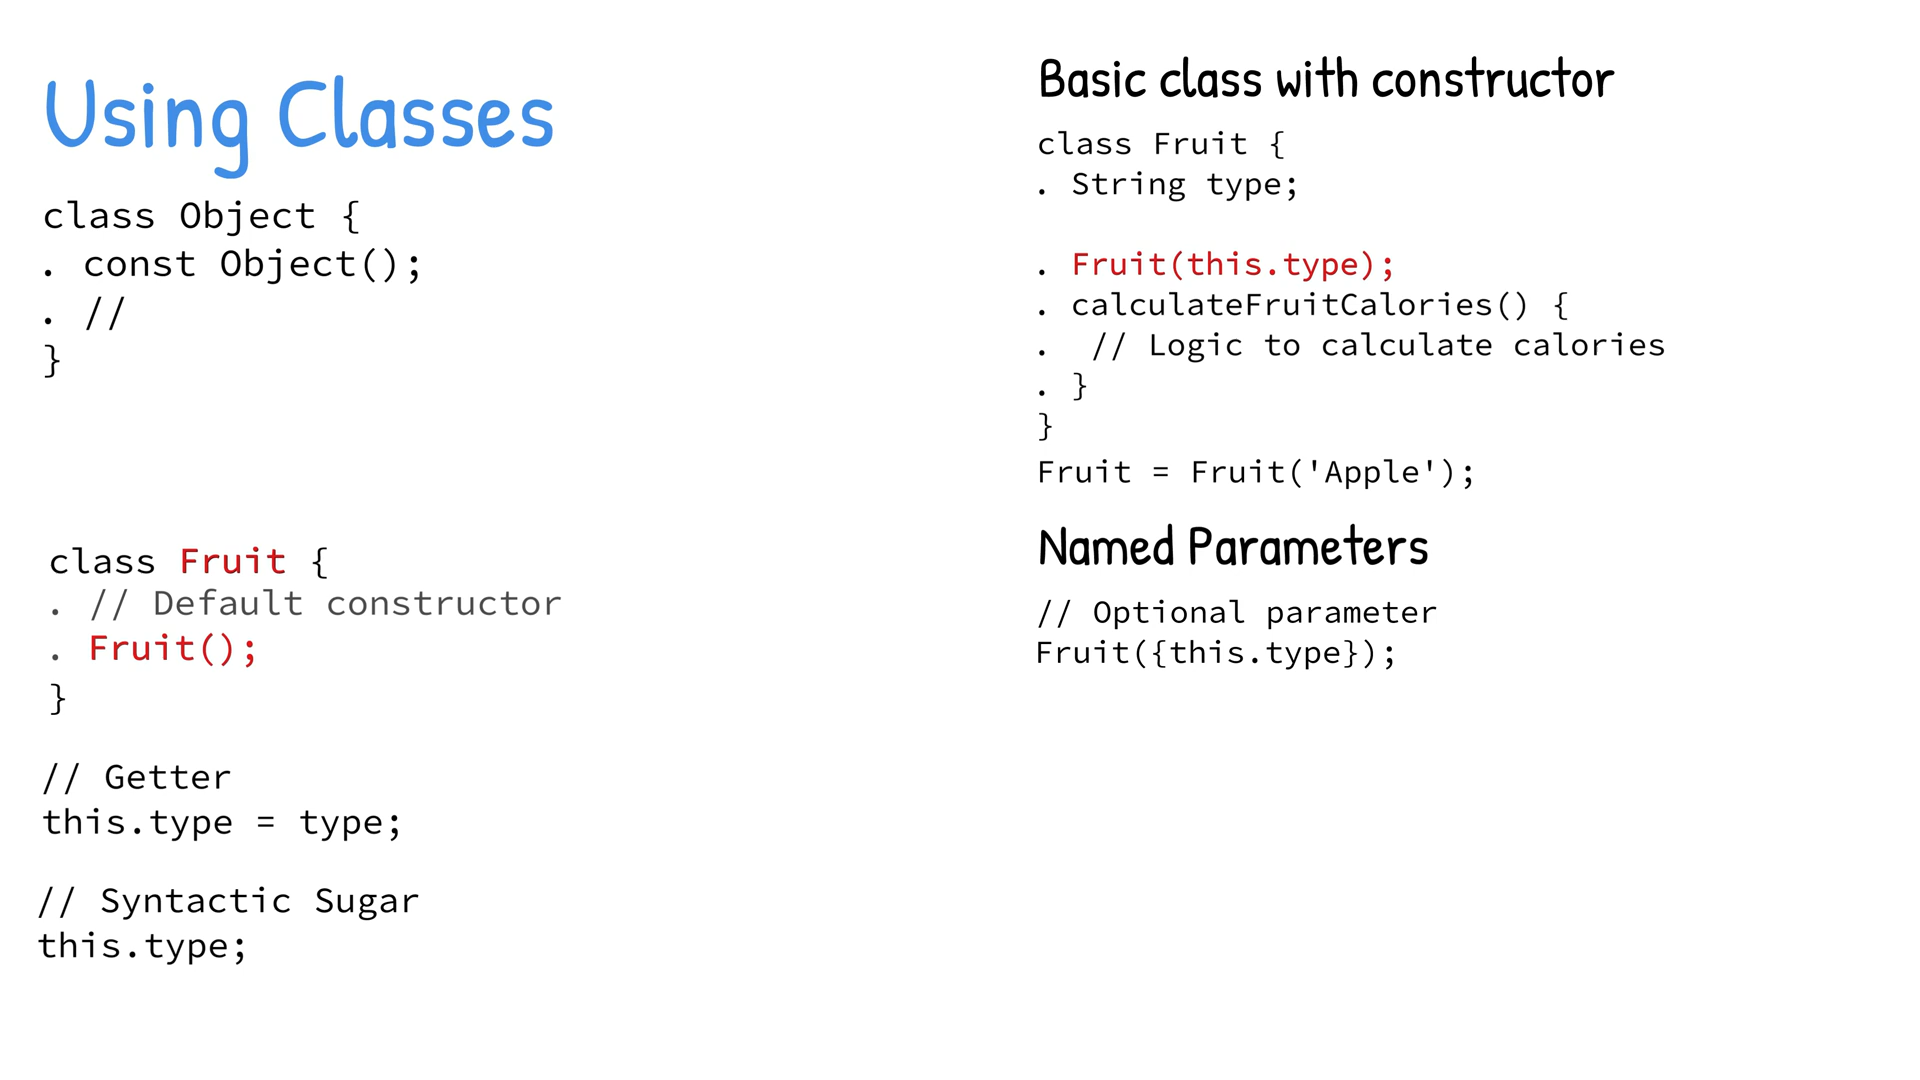 Using Classes
class Object {
. const Object();
. //
}
class Fruit {
. // Default constructor
. Fruit();
}
// Getter
this.type = type;
// Syntactic Sugar
this.type;
Basic class with constructor
class Fruit {
. String type;
. Fruit(this.type);
. calculateFruitCalories() {
. // Logic to calculate calories
. }
}
Fruit = Fruit('Apple');
Named Parameters
// Optional parameter
Fruit({this.type});